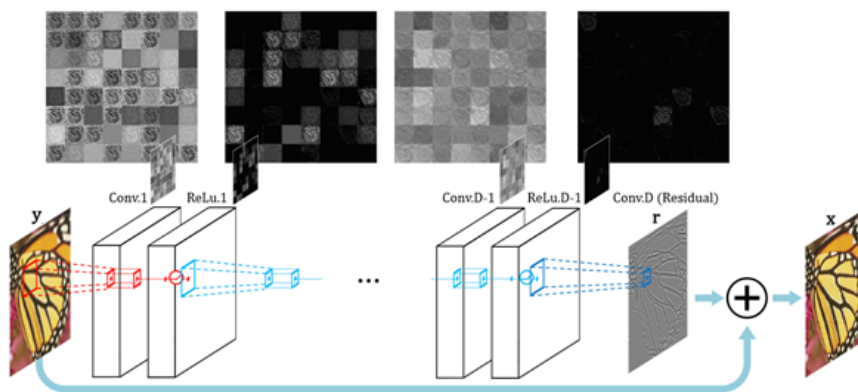 Conv.1
ReLu.1
Conv.D-1
ReLU.D-1
Conv.D (Residual)
y
r
x
...